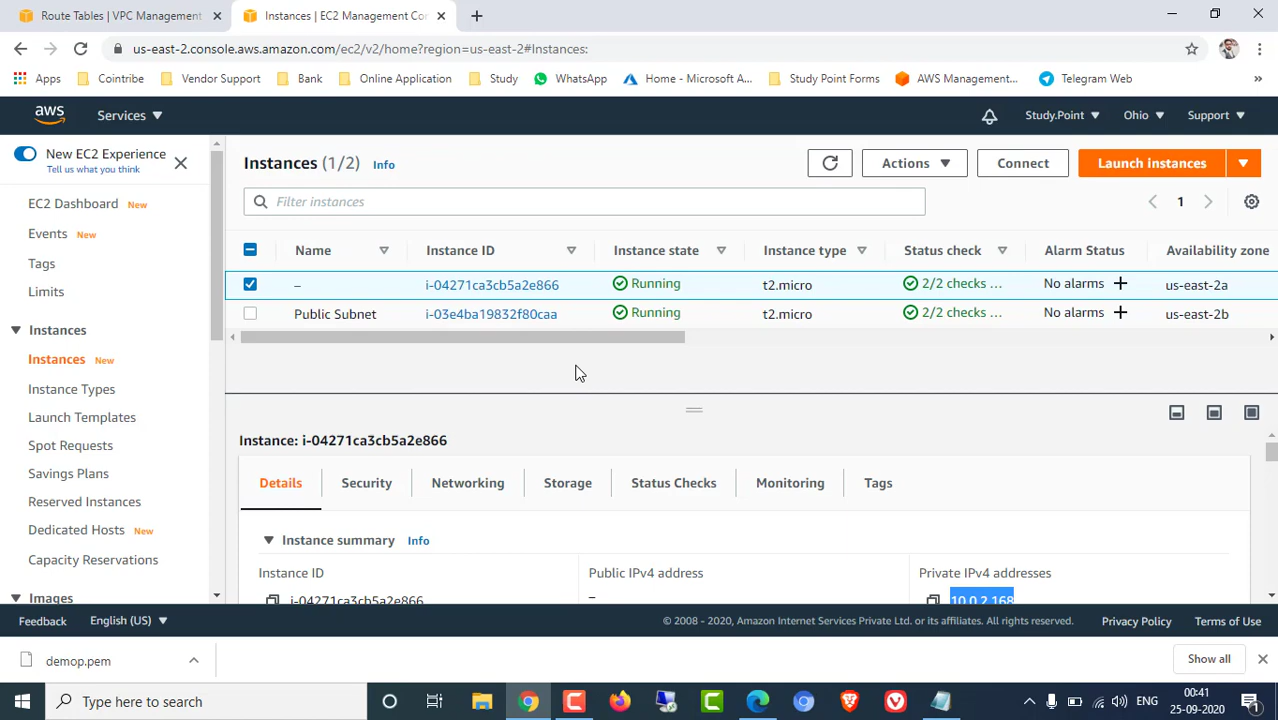 Route Tables | VPC Management
Instances | EC2 Management Con
us-east-2.console.aws.amazon.com/ec2/v2/home?region=us-east-2#Instances:
Apps Cointribe Vendor Support Bank Online Application Study WhatsApp Home - Microsoft A... Study Point Forms AWS Management... Telegram Web »
aws Services Study.Point Ohio Support
New EC2 Experience
Tell us what you think
EC2 Dashboard New
Events New
Tags
Limits
Instances
Instances New
Instance Types
Launch Templates
Spot Requests
Savings Plans
Reserved Instances
Dedicated Hosts New
Capacity Reservations
Images
Instances (1/2) Info Actions Connect Launch instances
Filter instances 1
Name Instance ID Instance state Instance type Status check Alarm Status Availability zone
– i-04271ca3cb5a2e866 Running t2.micro 2/2 checks ... No alarms + us-east-2a
Public Subnet i-03e4ba19832f80caa Running t2.micro 2/2 checks ... No alarms + us-east-2b
Instance: i-04271ca3cb5a2e866
Details Security Networking Storage Status Checks Monitoring Tags
Instance summary Info
Instance ID Public IPv4 address Private IPv4 addresses
i-04271ca3cb5a2e866 – 10.0.2.168
Feedback English (US) © 2008 - 2020, Amazon Internet Services Private Ltd. or its affiliates. All rights reserved. Privacy Policy Terms of Use
demop.pem Show all
Type here to search ENG 00:41
25-09-2020 1